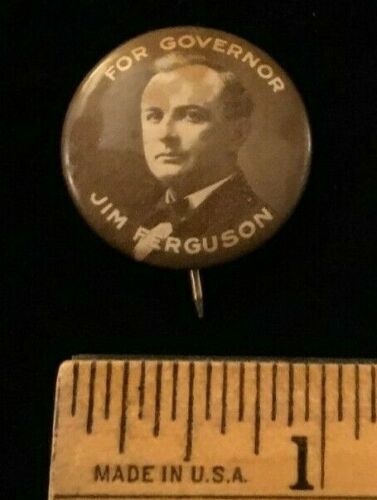 FOR GOVERNOR
JIM FERGUSON
1
MADE IN U.S.A.